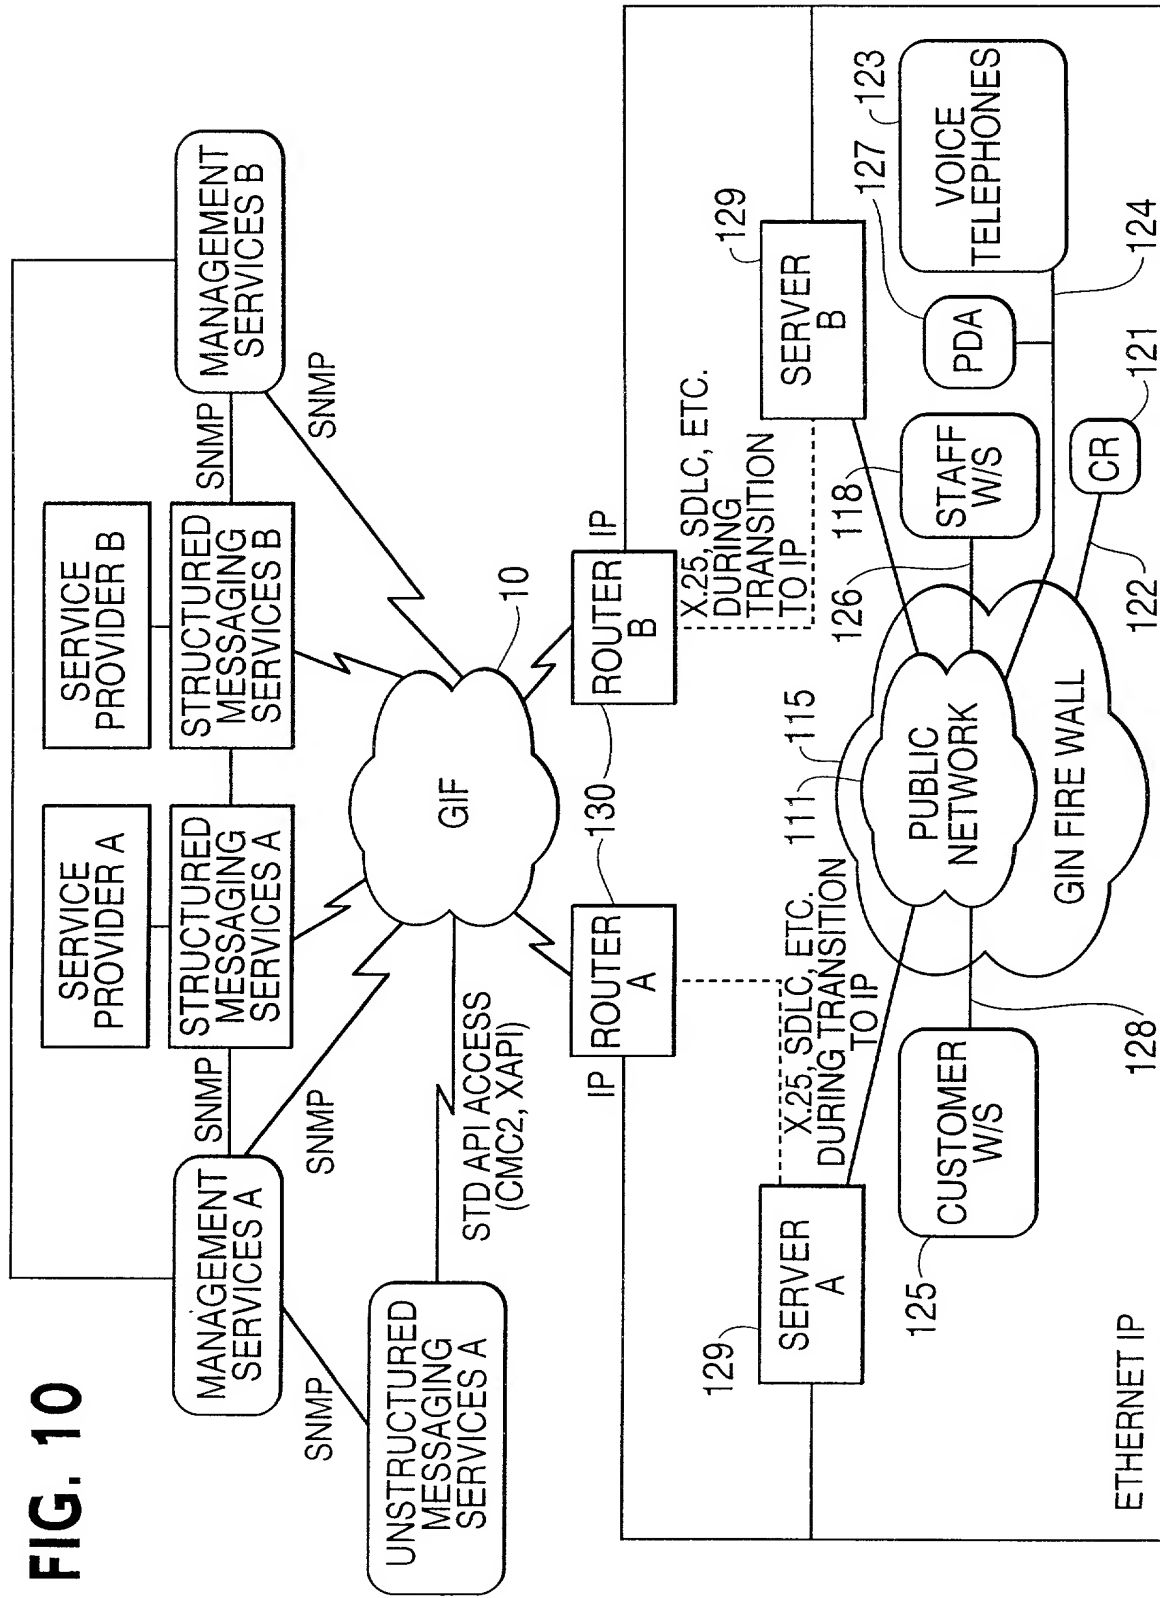 FIG. 10
SERVICE
PROVIDER A
SERVICE
PROVIDER B
MANAGEMENT
SERVICES A
SNMP
STRUCTURED
MESSAGING
SERVICES A
STRUCTURED
MESSAGING
SERVICES B
SNMP
MANAGEMENT
SERVICES B
SNMP
SNMP
SNMP
UNSTRUCTURED
MESSAGING
SERVICES A
STD API ACCESS
(CMC2, XAPI)
GIF
10
IP
ROUTER
A
130
ROUTER
B
IP
X.25, SDLC, ETC.
DURING TRANSITION
TO IP
X.25, SDLC, ETC.
DURING
TRANSITION
TO IP
129
SERVER
A
SERVER
B
129
111
115
PUBLIC
NETWORK
GIN FIRE WALL
125
CUSTOMER
W/S
128
126
118
STAFF
W/S
PDA
127
VOICE
TELEPHONES
123
124
CR
121
122
ETHERNET IP